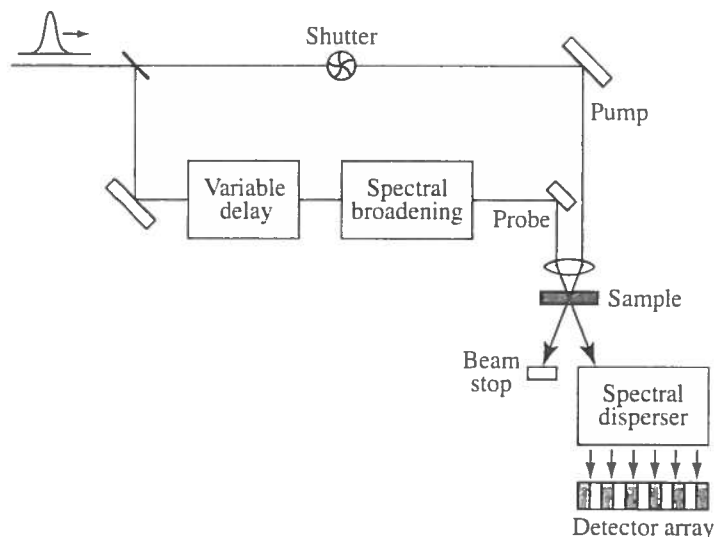 Shutter
Pump
Variable
delay
Spectral
broadening
Probe
Sample
Beam
stop
Spectral
disperser
Detector array